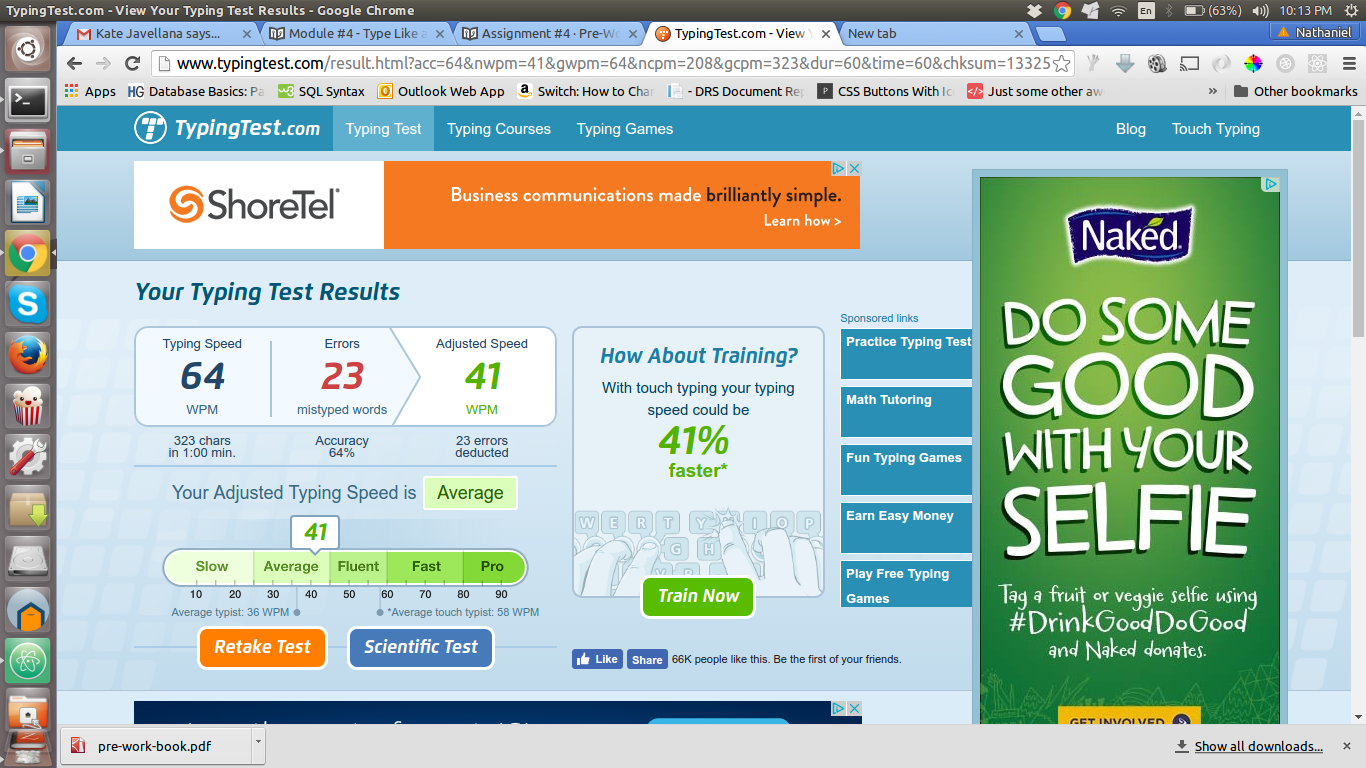 TypingTest.com - View Your Typing Test Results - Google Chrome
En
(63%)
10:13 PM
Kate Javellana says...
Module #4 - Type Like a
Assignment #4 · Pre-Wo
TypingTest.com - View Y
New tab
Nathaniel
www.typingtest.com/result.html?acc=64&nwpm=41&gwpm=64&ncpm=208&gcpm=323&dur=60&time=60&chksum=13325
Apps
HG Database Basics: Pa
SQL Syntax
Outlook Web App
Switch: How to Char
- DRS Document Rep
P CSS Buttons With Ic
</> Just some other aw
» Other bookmarks
TypingTest.com
Typing Test
Typing Courses
Typing Games
Blog
Touch Typing
ShoreTel
Business communications made brilliantly simple.
Learn how >
Your Typing Test Results
Typing Speed
64
WPM
323 chars
in 1:00 min.
Errors
23
mistyped words
Accuracy
64%
Adjusted Speed
41
WPM
23 errors
deducted
Your Adjusted Typing Speed is Average
41
Slow Average Fluent Fast Pro
10 20 30 40 50 60 70 80 90
Average typist: 36 WPM
*Average touch typist: 58 WPM
Retake Test
Scientific Test
How About Training?
With touch typing your typing
speed could be
41%
faster*
W E R T Y I O P
G H
Train Now
Like
Share
66K people like this. Be the first of your friends.
Sponsored links
Practice Typing Test
Math Tutoring
Fun Typing Games
Earn Easy Money
Play Free Typing
Games
Naked
DO SOME
GOOD
WITH YOUR
SELFIE
Tag a fruit or veggie selfie using
#DrinkGoodDoGood
and Naked donates.
GET INVOLVED
pre-work-book.pdf
Show all downloads...